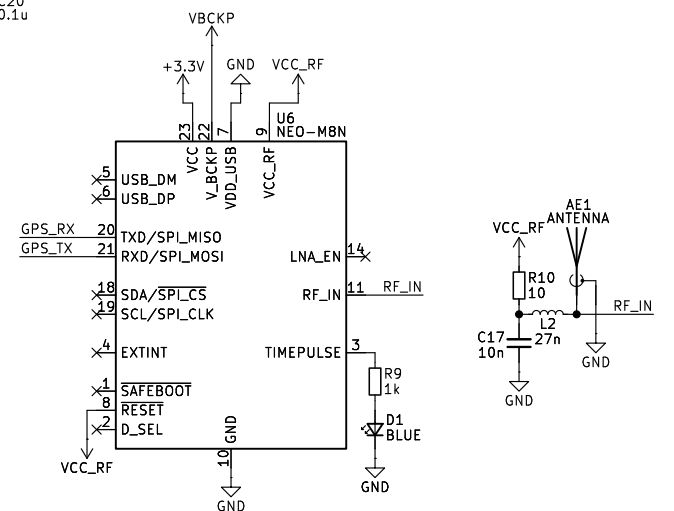 C20
0.1u
VBCKP
+3.3V
GND
VCC_RF
U6
NEO-M8N
23
22
7
9
VCC
V_BCKP
VDD_USB
VCC_RF
5
USB_DM
6
USB_DP
GPS_RX
20
TXD/SPI_MISO
GPS_TX
21
RXD/SPI_MOSI
LNA_EN
14
18
SDA/SPI_CS
RF_IN
11
RF_IN
19
SCL/SPI_CLK
4
EXTINT
TIMEPULSE
3
1
SAFEBOOT
8
RESET
2
D_SEL
VCC_RF
GND
10
GND
R9
1k
D1
BLUE
GND
AE1
ANTENNA
VCC_RF
R10
10
RF_IN
L2
27n
C17
10n
GND
GND